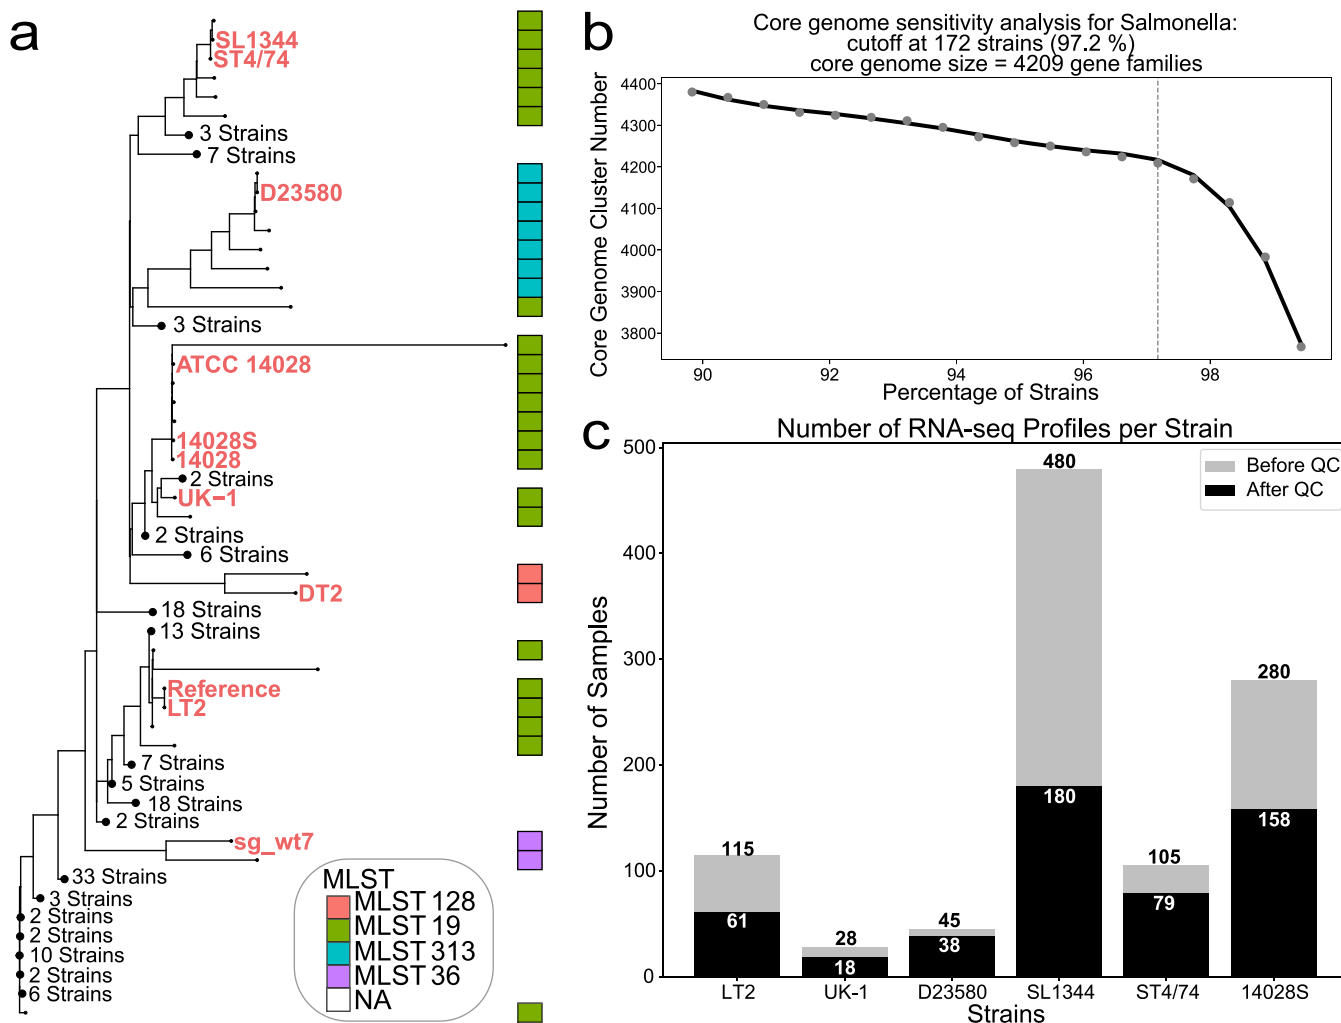 a
SL1344
ST4/74
3 Strains
7 Strains
D23580
3 Strains
ATCC 14028
14028S
14028
2 Strains
UK−1
2 Strains
6 Strains
DT2
18 Strains
13 Strains
Reference
LT2
7 Strains
5 Strains
18 Strains
2 Strains
sg_wt7
33 Strains
3 Strains
2 Strains
2 Strains
10 Strains
2 Strains
6 Strains
MLST
MLST 128
MLST 19
MLST 313
MLST 36
NA
b
Core genome sensitivity analysis for Salmonella:
cutoff at 172 strains (97.2 %)
core genome size = 4209 gene families
Core Genome Cluster Number
4400
4300
4200
4100
4000
3900
3800
90
92
94
96
98
Percentage of Strains
c
Number of RNA-seq Profiles per Strain
Before QC
After QC
Number of Samples
500
400
300
200
100
0
115
61
28
18
45
38
480
180
105
79
280
158
LT2
UK-1
D23580
SL1344
ST4/74
14028S
Strains